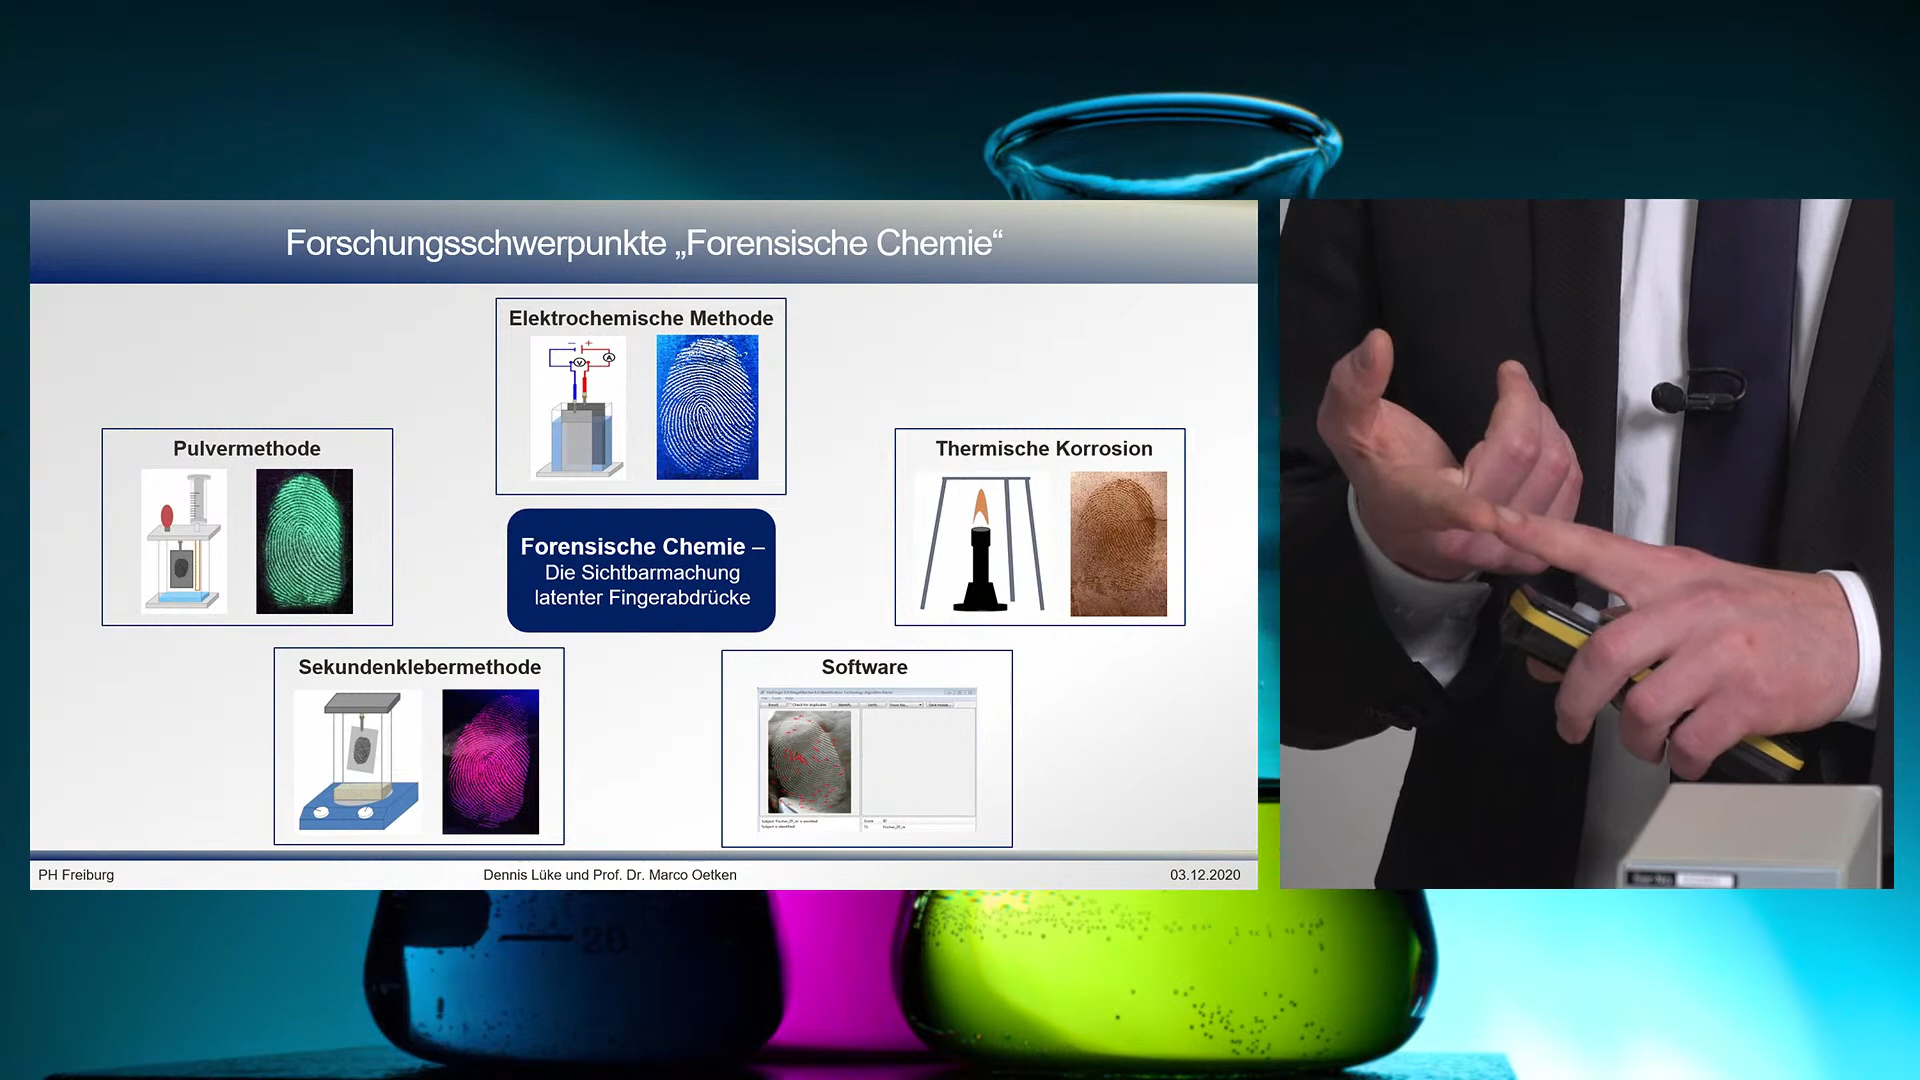 Forschungsschwerpunkte „Forensische Chemie“
Elektrochemische Methode
V
A
Pulvermethode
Thermische Korrosion
Forensische Chemie –
Die Sichtbarmachung
latenter Fingerabdrücke
Sekundenklebermethode
Software
PH Freiburg
Dennis Lüke und Prof. Dr. Marco Oetken
03.12.2020
20